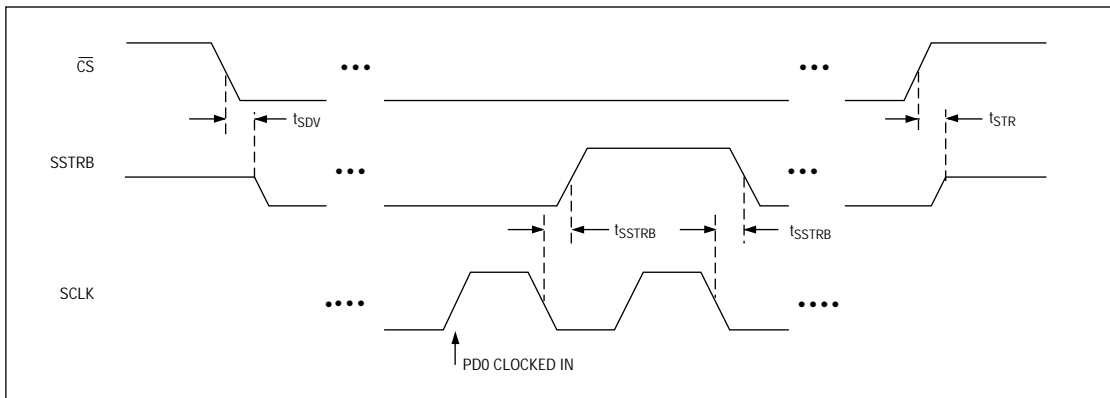 CS
tSDV
tSTR
SSTRB
tSSTRB
tSSTRB
SCLK
PD0 CLOCKED IN